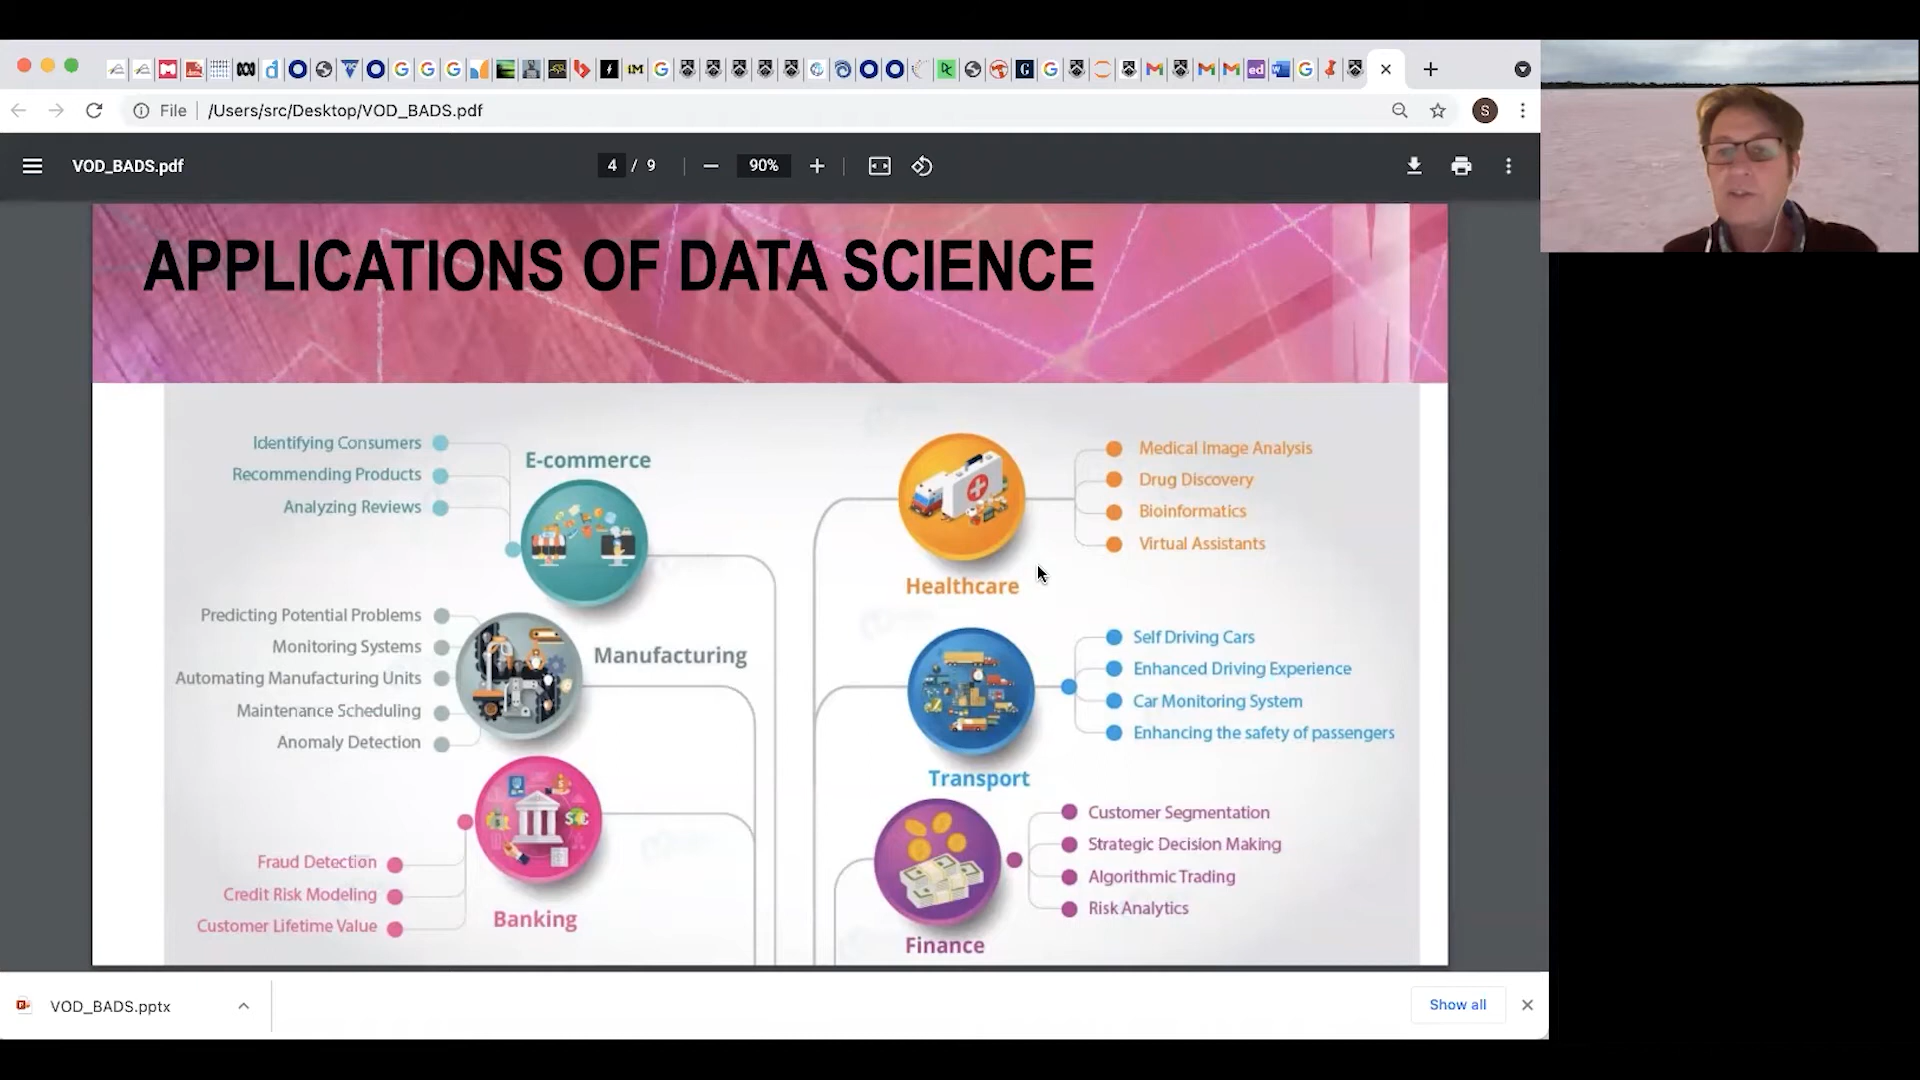 File
/Users/src/Desktop/VOD_BADS.pdf
S
VOD_BADS.pdf
4 / 9
90%
APPLICATIONS OF DATA SCIENCE
Identifying Consumers
Recommending Products
Analyzing Reviews
E-commerce
Predicting Potential Problems
Monitoring Systems
Automating Manufacturing Units
Maintenance Scheduling
Anomaly Detection
Manufacturing
Fraud Detection
Credit Risk Modeling
Customer Lifetime Value
Banking
Healthcare
Medical Image Analysis
Drug Discovery
Bioinformatics
Virtual Assistants
Transport
Self Driving Cars
Enhanced Driving Experience
Car Monitoring System
Enhancing the safety of passengers
Finance
Customer Segmentation
Strategic Decision Making
Algorithmic Trading
Risk Analytics
VOD_BADS.pptx
Show all